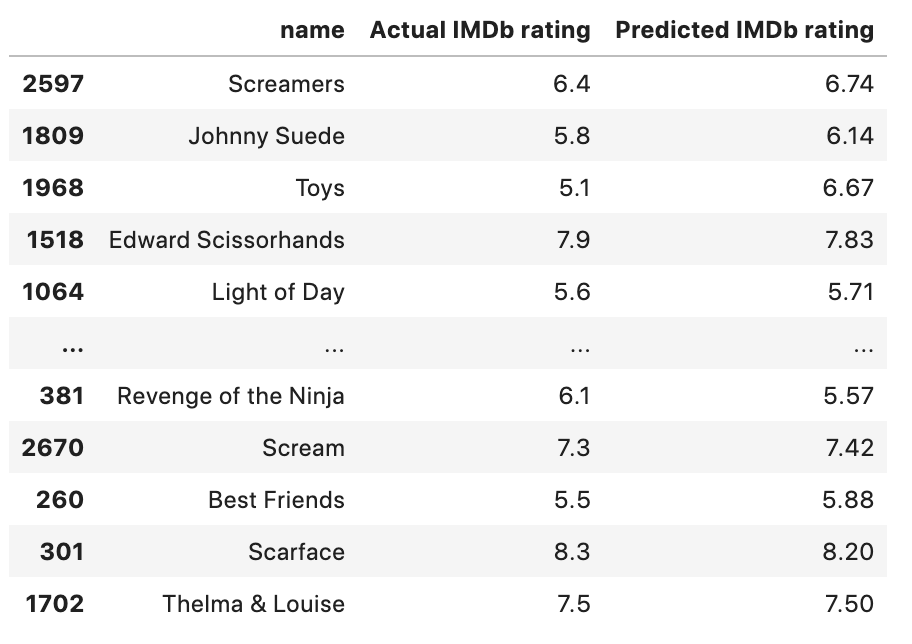 name Actual IMDb rating Predicted IMDb rating
2597 Screamers 6.4 6.74
1809 Johnny Suede 5.8 6.14
1968 Toys 5.1 6.67
1518 Edward Scissorhands 7.9 7.83
1064 Light of Day 5.6 5.71
... ... ... ...
381 Revenge of the Ninja 6.1 5.57
2670 Scream 7.3 7.42
260 Best Friends 5.5 5.88
301 Scarface 8.3 8.20
1702 Thelma & Louise 7.5 7.50